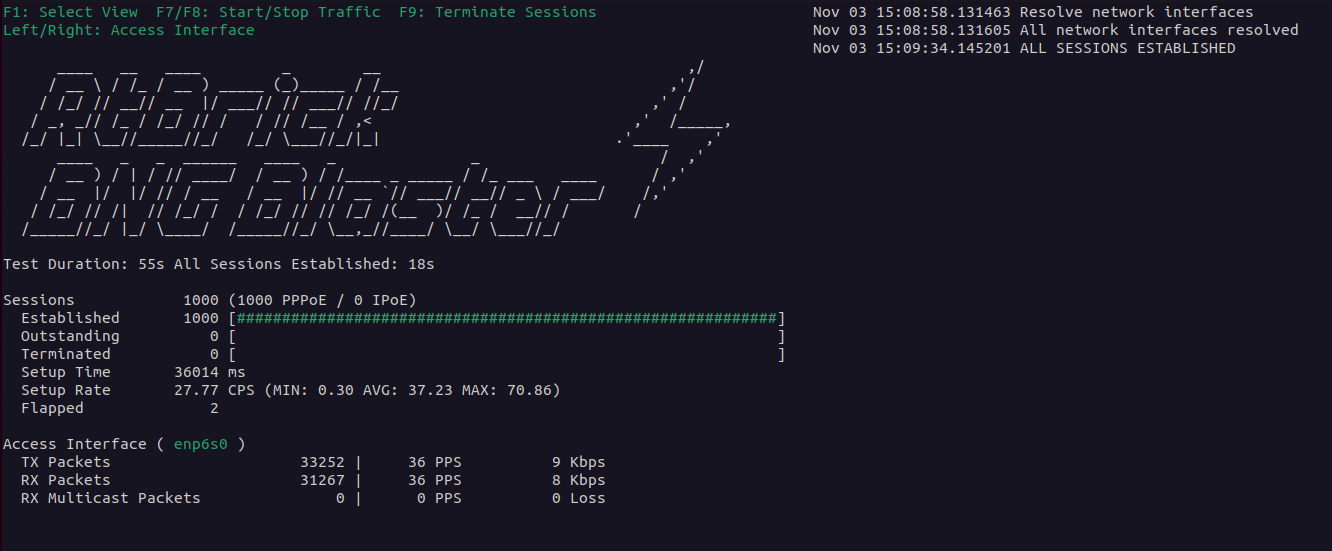 F1: Select View  F7/F8: Start/Stop Traffic  F9: Terminate Sessions
Left/Right: Access Interface
Nov 03 15:08:58.131463 Resolve network interfaces
Nov 03 15:08:58.131605 All network interfaces resolved
Nov 03 15:09:34.145201 ALL SESSIONS ESTABLISHED
RtBrick
BNG Blaster
Test Duration: 55s All Sessions Established: 18s
Sessions            1000 (1000 PPPoE / 0 IPoE)
Established       1000 [############################################################]
Outstanding          0 [                                                            ]
Terminated           0 [                                                            ]
Setup Time       36014 ms
Setup Rate       27.77 CPS (MIN: 0.30 AVG: 37.23 MAX: 70.86)
Flapped              2
Access Interface ( enp6s0 )
TX Packets                     33252 |     36 PPS          9 Kbps
RX Packets                     31267 |     36 PPS          8 Kbps
RX Multicast Packets               0 |      0 PPS          0 Loss